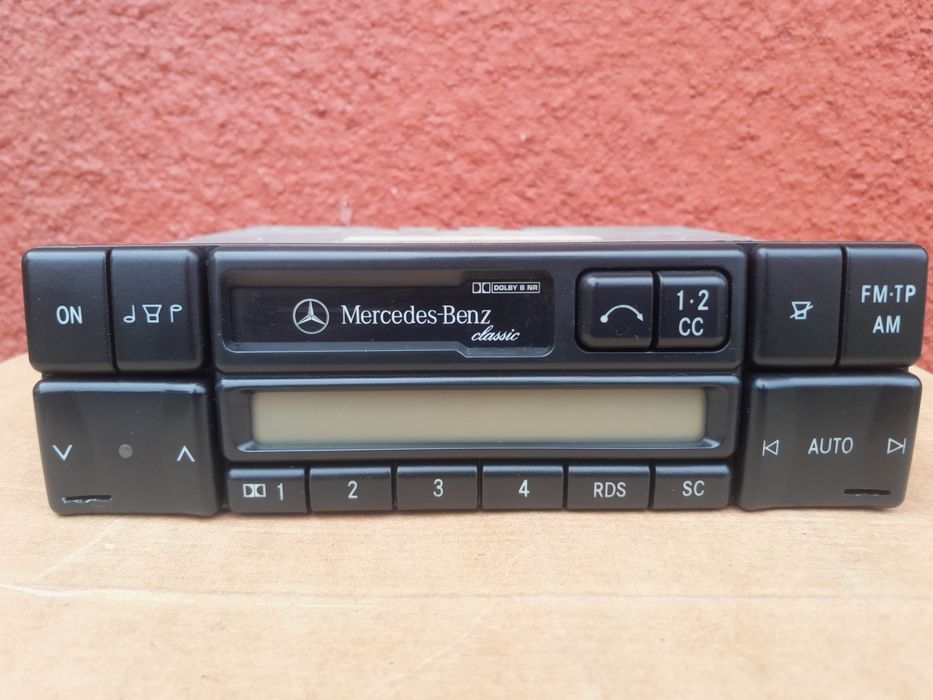 ON
DOLBY B NR
Mercedes-Benz
classic
1·2
CC
FM·TP
AM
AUTO
1
2
3
4
RDS
SC